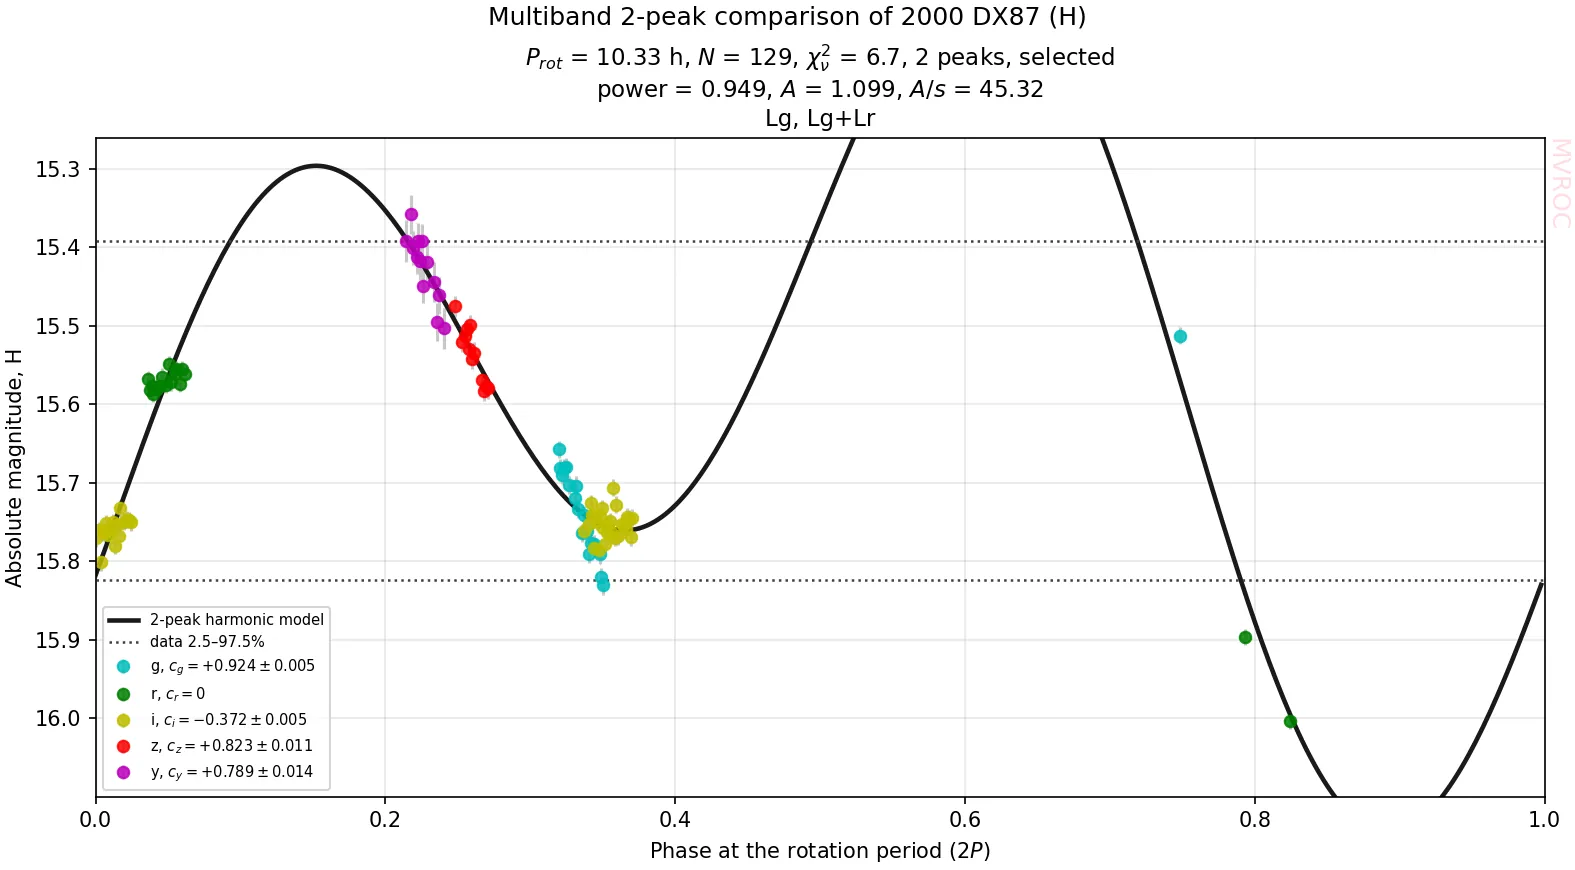 Multiband 2-peak comparison of 2000 DX87 (H)
P_rot = 10.33 h, N = 129, χ²_ν = 6.7, 2 peaks, selected
power = 0.949, A = 1.099, A/s = 45.32
Lg, Lg+Lr
MVROC
Absolute magnitude, H
15.3
15.4
15.5
15.6
15.7
15.8
15.9
16.0
2-peak harmonic model
data 2.5–97.5%
g, c_g = +0.924 ± 0.005
r, c_r = 0
i, c_i = −0.372 ± 0.005
z, c_z = +0.823 ± 0.011
y, c_y = +0.789 ± 0.014
0.0 0.2 0.4 0.6 0.8 1.0
Phase at the rotation period (2P)